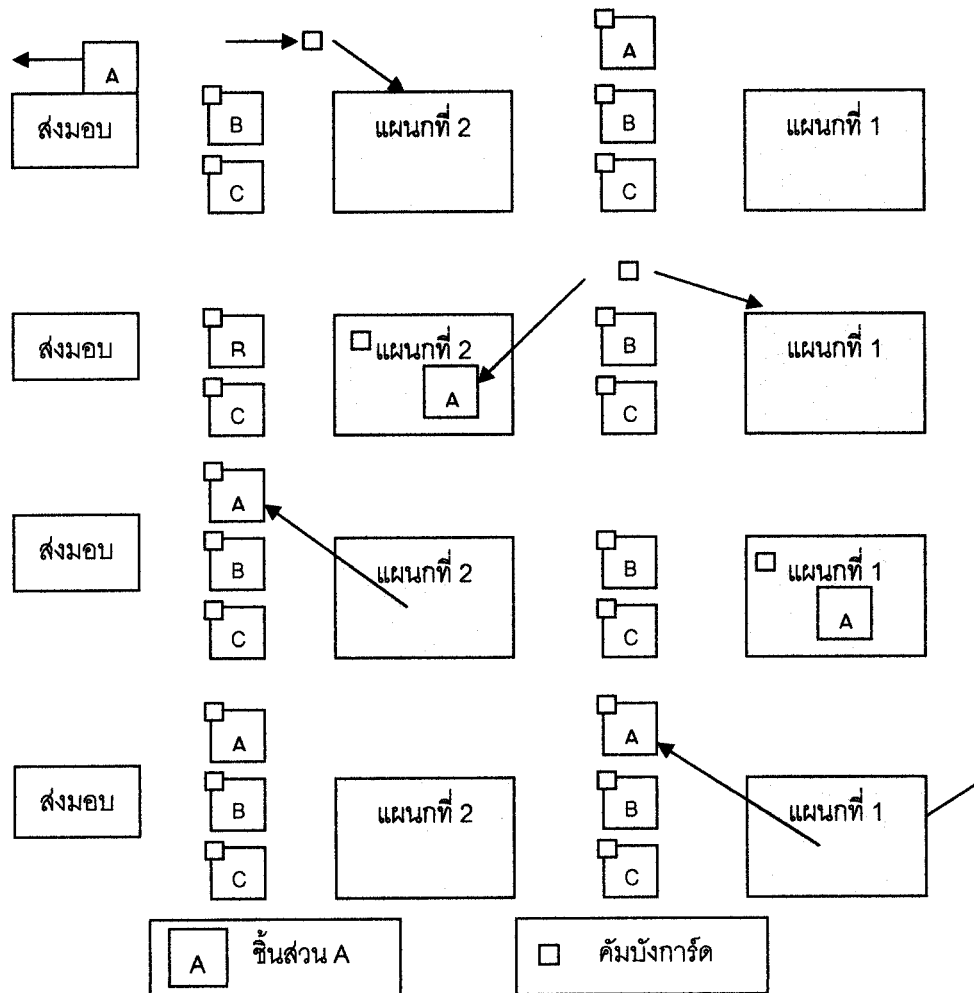 A
A
ส่งมอบ
B
แผนกที่ 2
B
แผนกที่ 1
C
C
ส่งมอบ
R
แผนกที่ 2
B
แผนกที่ 1
C
A
C
A
ส่งมอบ
B
แผนกที่ 2
B
แผนกที่ 1
C
C
A
A
A
ส่งมอบ
B
แผนกที่ 2
B
แผนกที่ 1
C
C
A
ชิ้นส่วน A
คัมบังการ์ด